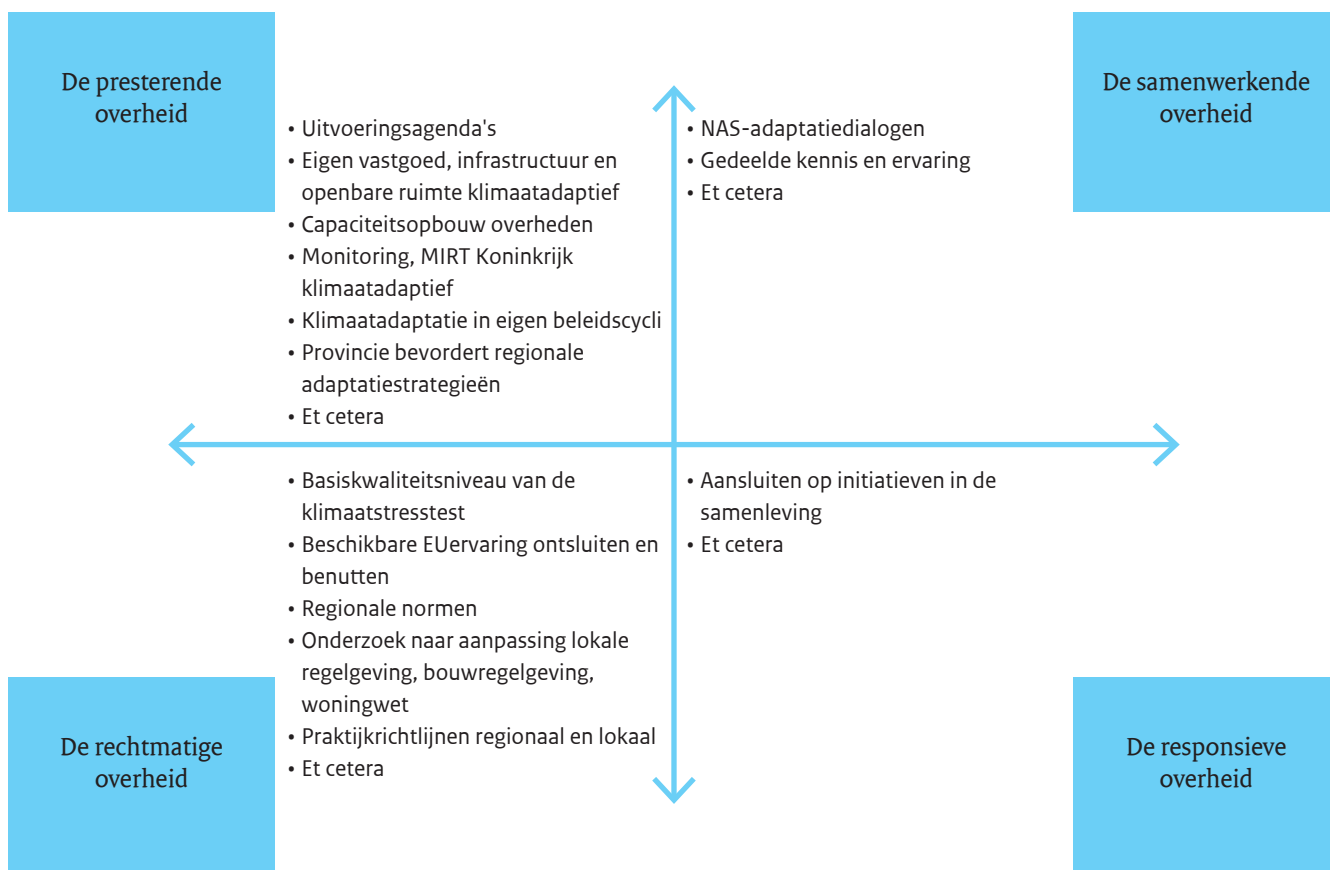 De presterende
overheid
• Uitvoeringsagenda's
• Eigen vastgoed, infrastructuur en
openbare ruimte klimaatadaptief
• Capaciteitsopbouw overheden
• Monitoring, MIRT Koninkrijk
klimaatadaptief
• Klimaatadaptatie in eigen beleidscycli
• Provincie bevordert regionale
adaptatiestrategieën
• Et cetera
De samenwerkende
overheid
• NAS-adaptatiedialogen
• Gedeelde kennis en ervaring
• Et cetera
De rechtmatige
overheid
• Basiskwaliteitsniveau van de
klimaatstresstest
• Beschikbare EUervaring ontsluiten en
benutten
• Regionale normen
• Onderzoek naar aanpassing lokale
regelgeving, bouwregelgeving,
woningwet
• Praktijkrichtlijnen regionaal en lokaal
• Et cetera
• Aansluiten op initiatieven in de
samenleving
• Et cetera
De responsieve
overheid